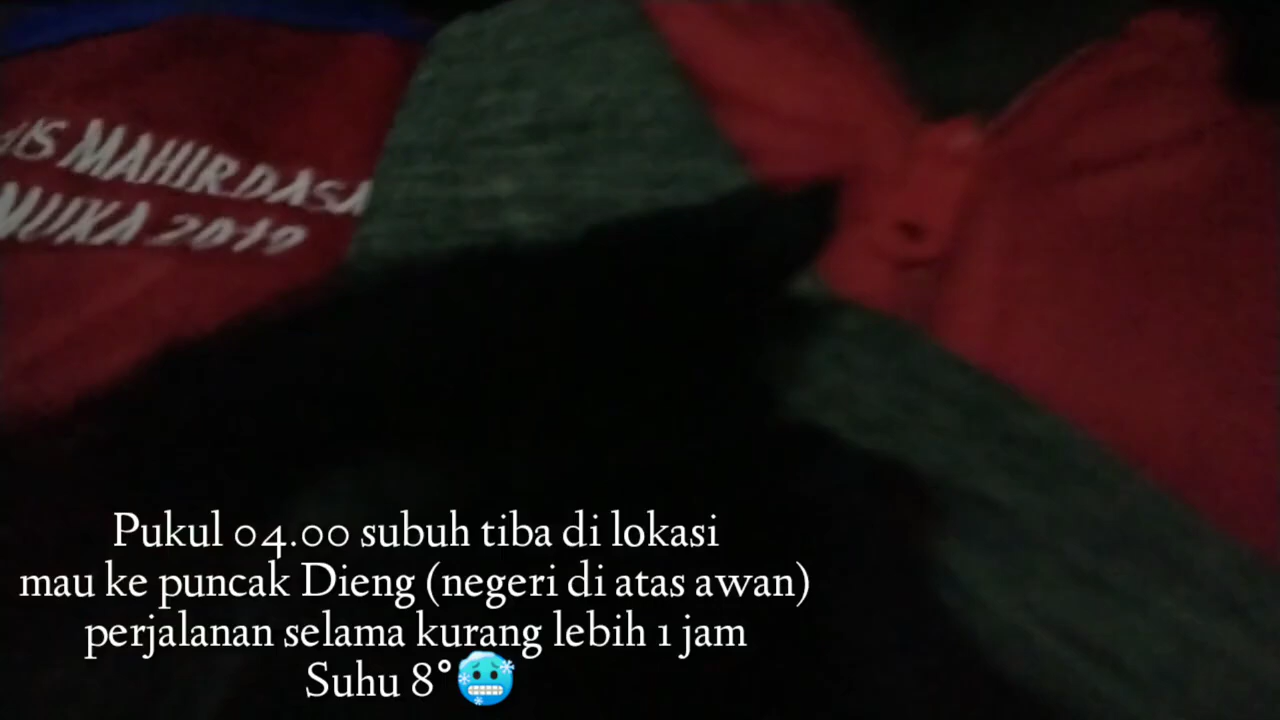 MAHIRDASA
2019
Pukul 04.00 subuh tiba di lokasi
mau ke puncak Dieng (negeri di atas awan)
perjalanan selama kurang lebih 1 jam
Suhu 8°🥶